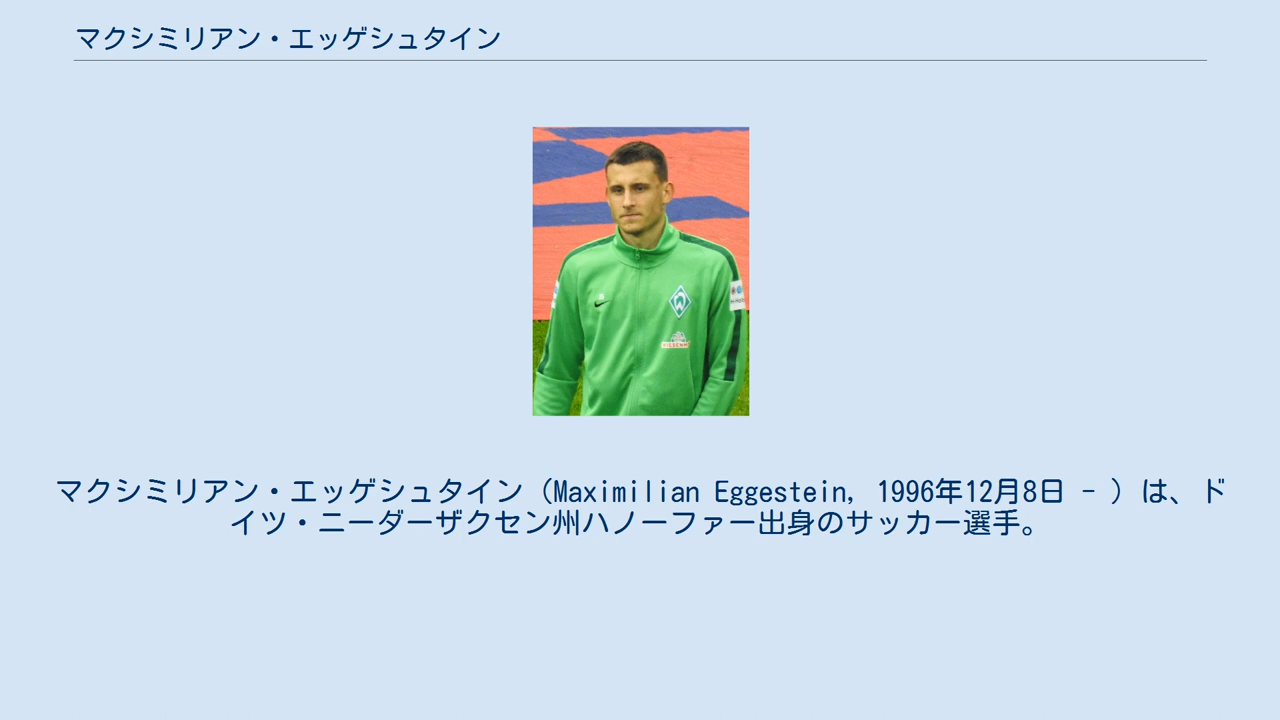 マクシミリアン・エッゲシュタイン
マクシミリアン・エッゲシュタイン（Maximilian Eggestein, 1996年12月8日 - ）は、ド
イツ・ニーダーザクセン州ハノーファー出身のサッカー選手。